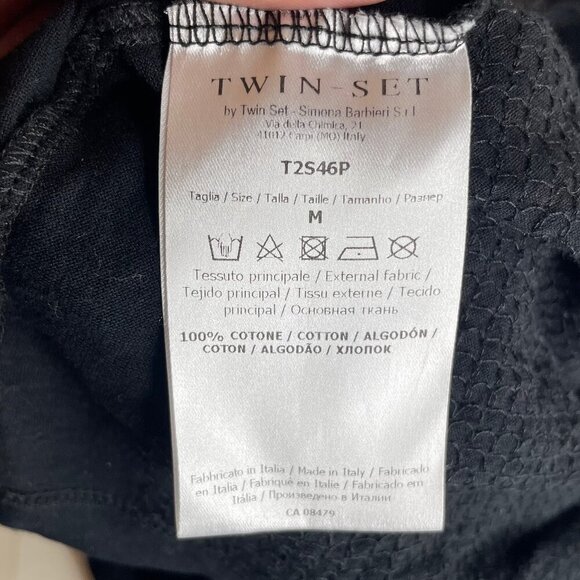 TWIN-SET
by Twin Set - Simona Barbieri S.r.l
Via della Chimica, 21
41012 Carpi (MO) Italy
T2S46P
Taglia / Size / Talla / Taille / Tamanho / Размер
M
Tessuto principale / External fabric /
Tejido principal / Tissu externe / Tecido
principal / Основная ткань
100% COTONE / COTTON / ALGODÓN /
COTON / ALGODÃO / ХЛОПОК
Fabbricato in Italia / Made in Italy / Fabricado
en Italia / Fabriqué en Italie / Fabricado em
Itália / Произведено в Италии
CA 08479